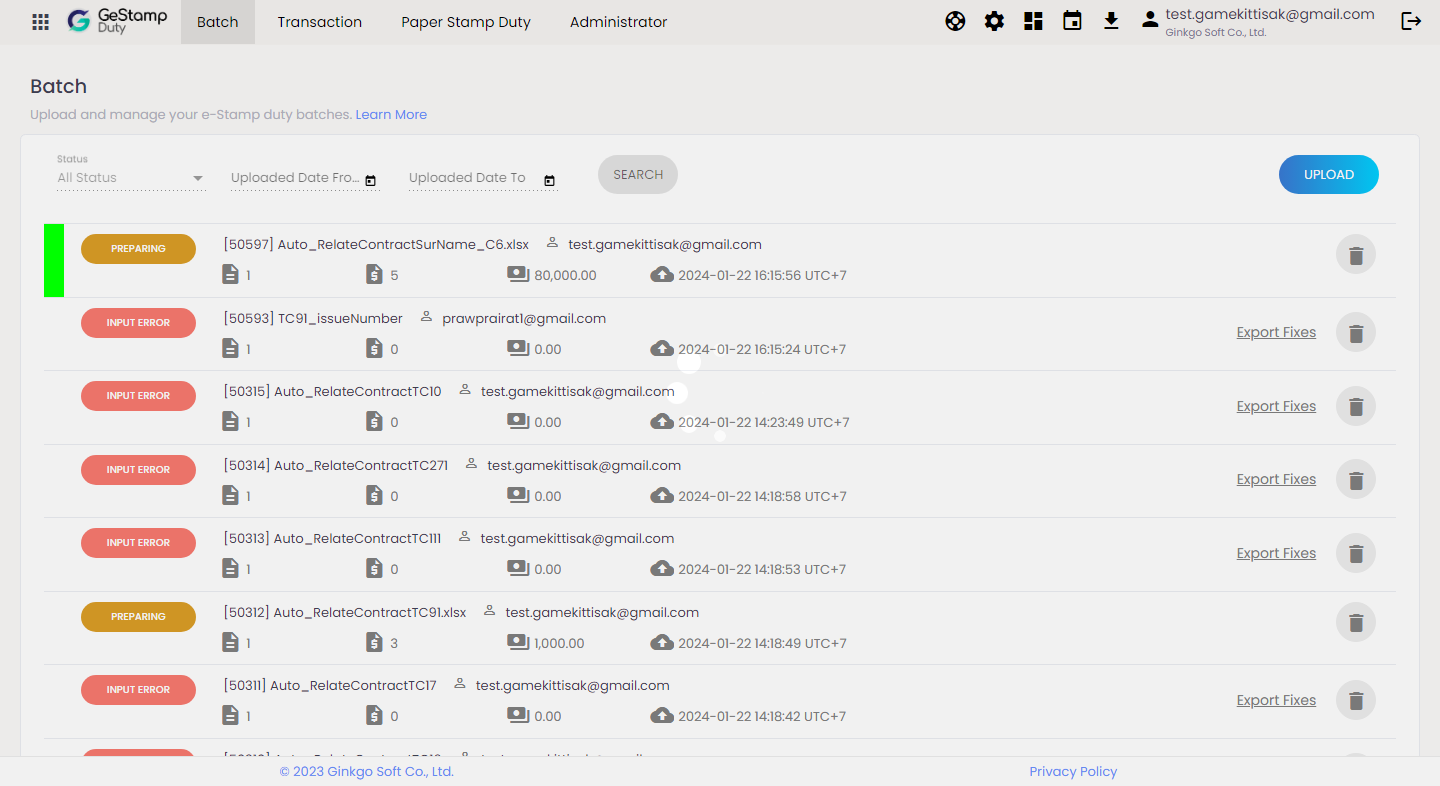 GeStamp
Duty
Batch
Transaction
Paper Stamp Duty
Administrator
test.gamekittisak@gmail.com
Ginkgo Soft Co., Ltd.
Batch
Upload and manage your e-Stamp duty batches. Learn More
Status
All Status
Uploaded Date Fro...
Uploaded Date To
SEARCH
UPLOAD
PREPARING
[50597] Auto_RelateContractSurName_C6.xlsx test.gamekittisak@gmail.com
1 5 80,000.00 2024-01-22 16:15:56 UTC+7
INPUT ERROR
[50593] TC91_issueNumber prawprairat1@gmail.com
1 0 0.00 2024-01-22 16:15:24 UTC+7
Export Fixes
INPUT ERROR
[50315] Auto_RelateContractTC10 test.gamekittisak@gmail.com
1 0 0.00 2024-01-22 14:23:49 UTC+7
Export Fixes
INPUT ERROR
[50314] Auto_RelateContractTC271 test.gamekittisak@gmail.com
1 0 0.00 2024-01-22 14:18:58 UTC+7
Export Fixes
INPUT ERROR
[50313] Auto_RelateContractTC111 test.gamekittisak@gmail.com
1 0 0.00 2024-01-22 14:18:53 UTC+7
Export Fixes
PREPARING
[50312] Auto_RelateContractTC91.xlsx test.gamekittisak@gmail.com
1 3 1,000.00 2024-01-22 14:18:49 UTC+7
INPUT ERROR
[50311] Auto_RelateContractTC17 test.gamekittisak@gmail.com
1 0 0.00 2024-01-22 14:18:42 UTC+7
Export Fixes
© 2023 Ginkgo Soft Co., Ltd.
Privacy Policy